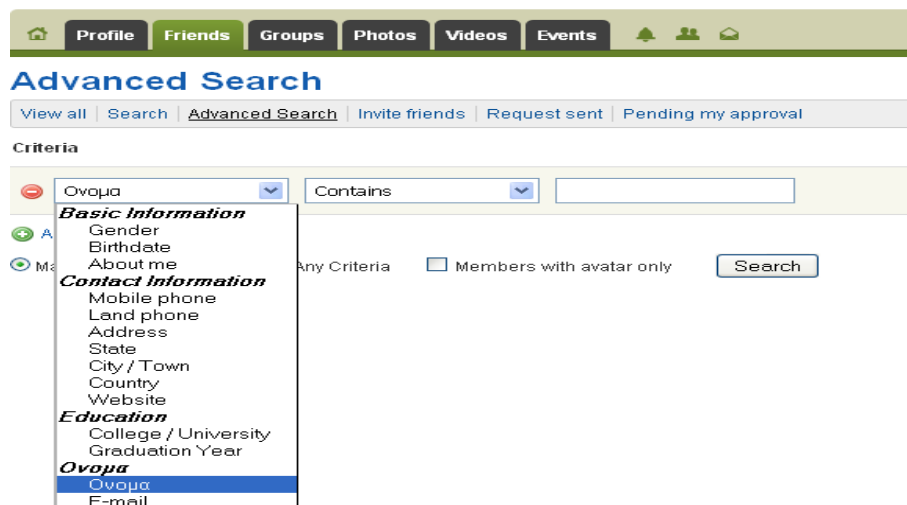 Profile Friends Groups Photos Videos Events
Advanced Search
View all | Search | Advanced Search | Invite friends | Request sent | Pending my approval
Criteria
Ονομα Contains
Basic Information
Gender
Birthdate
About me
Any Criteria Members with avatar only Search
Contact Information
Mobile phone
Land phone
Address
State
City / Town
Country
Website
Education
College / University
Graduation Year
Ονομα
Ονομα
E-mail